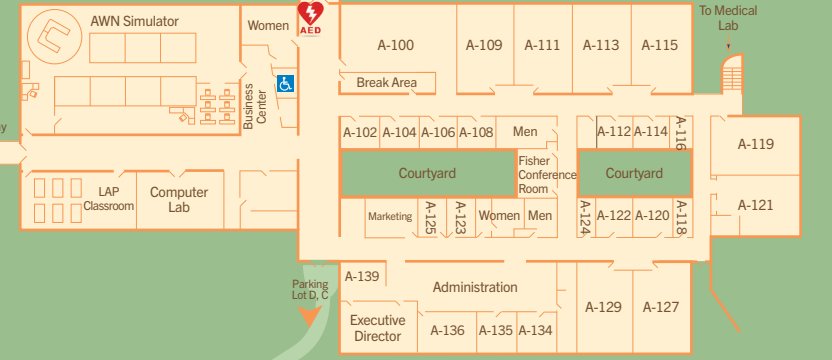 To Medical
Lab
AWN Simulator
Women
AED
A-100
A-109
A-111
A-113
A-115
Break Area
Business
Center
A-102
A-104
A-106
A-108
Men
A-112
A-114
A-116
A-119
Courtyard
Fisher
Conference
Room
Courtyard
LAP
Classroom
Computer
Lab
Marketing
A-125
A-123
Women
Men
A-124
A-122
A-120
A-118
A-121
A-139
Administration
Parking
Lot D, C
Executive
Director
A-136
A-135
A-134
A-129
A-127